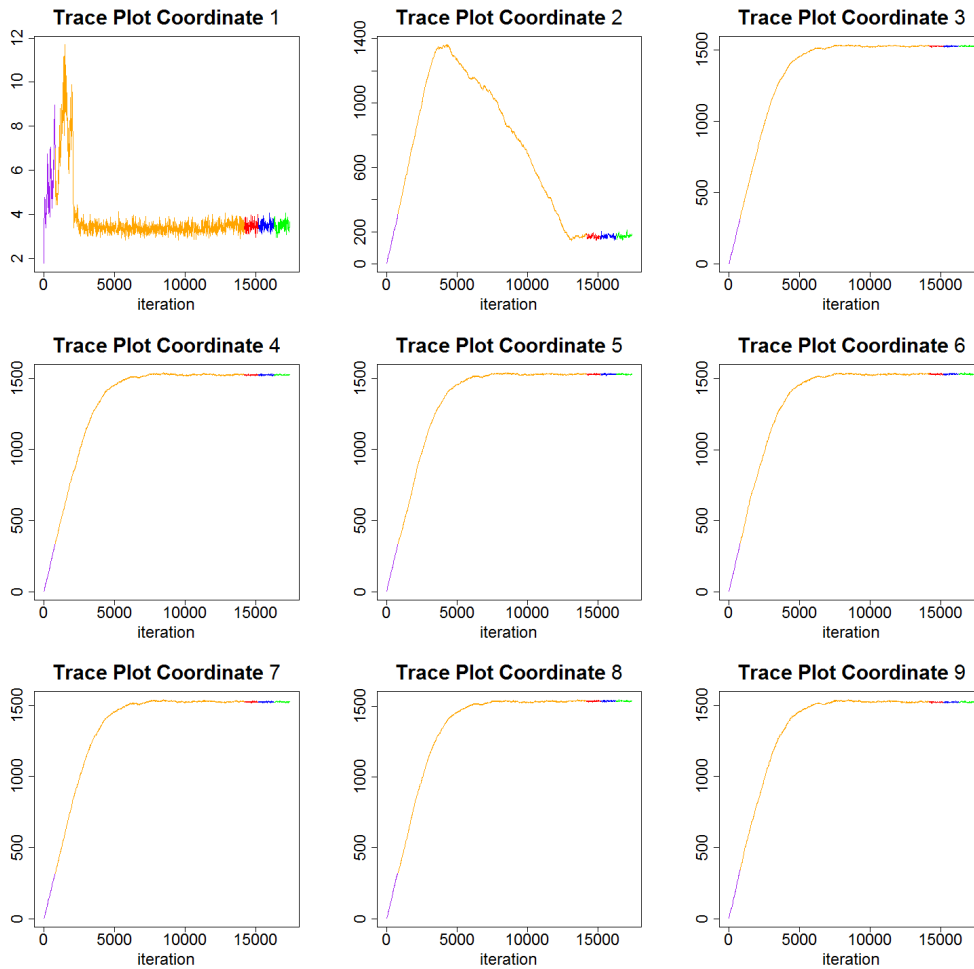 Trace Plot Coordinate 1
12
10
8
6
4
2
0 5000 10000 15000
iteration
Trace Plot Coordinate 2
1400
1000
600
200
0
0 5000 10000 15000
iteration
Trace Plot Coordinate 3
1500
1000
500
0
0 5000 10000 15000
iteration
Trace Plot Coordinate 4
1500
1000
500
0
0 5000 10000 15000
iteration
Trace Plot Coordinate 5
1500
1000
500
0
0 5000 10000 15000
iteration
Trace Plot Coordinate 6
1500
1000
500
0
0 5000 10000 15000
iteration
Trace Plot Coordinate 7
1500
1000
500
0
0 5000 10000 15000
iteration
Trace Plot Coordinate 8
1500
1000
500
0
0 5000 10000 15000
iteration
Trace Plot Coordinate 9
1500
1000
500
0
0 5000 10000 15000
iteration